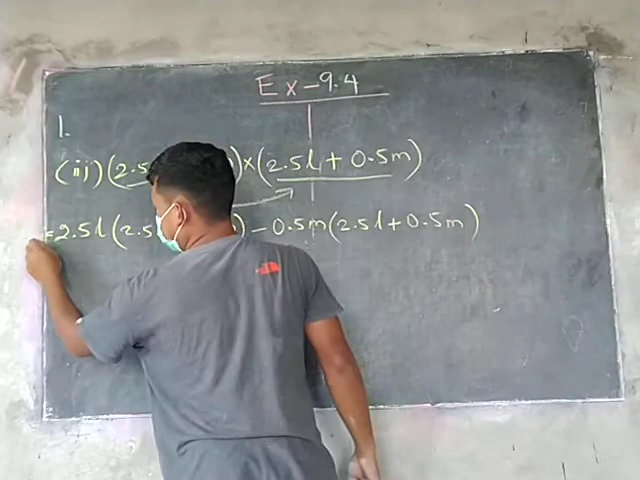 Ex-9.4
1.
(iii) (2.5 ) × (2.5l + 0.5m)
=2.5l (2.5 ) - 0.5m (2.5l + 0.5m)